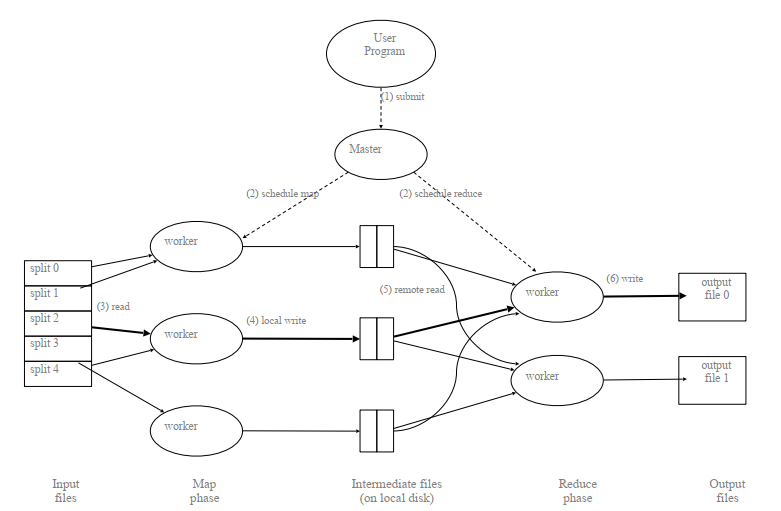 User
Program
(1) submit
Master
(2) schedule map
(2) schedule reduce
worker
split 0
split 1
split 2
split 3
split 4
(3) read
worker
(4) local write
worker
(5) remote read
worker
(6) write
output
file 0
worker
output
file 1
Input
files
Map
phase
Intermediate files
(on local disk)
Reduce
phase
Output
files